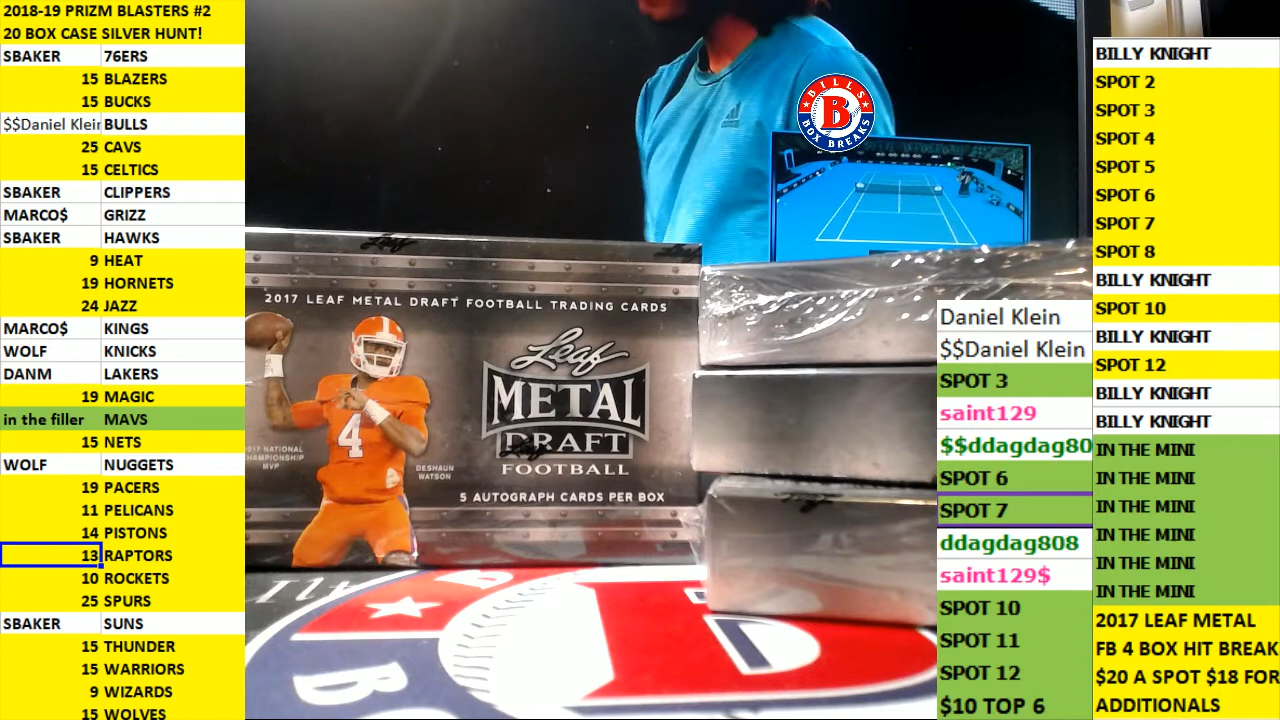 2018-19 PRIZM BLASTERS #2
20 BOX CASE SILVER HUNT!
SBAKER 76ERS
15 BLAZERS
15 BUCKS
$$Daniel Klein BULLS
25 CAVS
15 CELTICS
SBAKER CLIPPERS
MARCO$ GRIZZ
SBAKER HAWKS
9 HEAT
19 HORNETS
24 JAZZ
MARCO$ KINGS
WOLF KNICKS
DANM LAKERS
19 MAGIC
in the filler MAVS
15 NETS
WOLF NUGGETS
19 PACERS
11 PELICANS
14 PISTONS
13 RAPTORS
10 ROCKETS
25 SPURS
SBAKER SUNS
15 THUNDER
15 WARRIORS
9 WIZARDS
15 WOLVES
BILLS
B
BOX BREAKS
Leaf
2017 LEAF METAL DRAFT FOOTBALL TRADING CARDS
Leaf
METAL
DRAFT
FOOTBALL
5 AUTOGRAPH CARDS PER BOX
4
2017 NATIONAL
CHAMPIONSHIP
MVP
DESHAUN
WATSON
Daniel Klein
$$Daniel Klein
SPOT 3
saint129
$$ddagdag80
SPOT 6
SPOT 7
ddagdag808
saint129$
SPOT 10
SPOT 11
SPOT 12
$10 TOP 6
BILLY KNIGHT
SPOT 2
SPOT 3
SPOT 4
SPOT 5
SPOT 6
SPOT 7
SPOT 8
BILLY KNIGHT
SPOT 10
BILLY KNIGHT
SPOT 12
BILLY KNIGHT
BILLY KNIGHT
IN THE MINI
IN THE MINI
IN THE MINI
IN THE MINI
IN THE MINI
IN THE MINI
2017 LEAF METAL
FB 4 BOX HIT BREAK
$20 A SPOT $18 FOR
ADDITIONALS